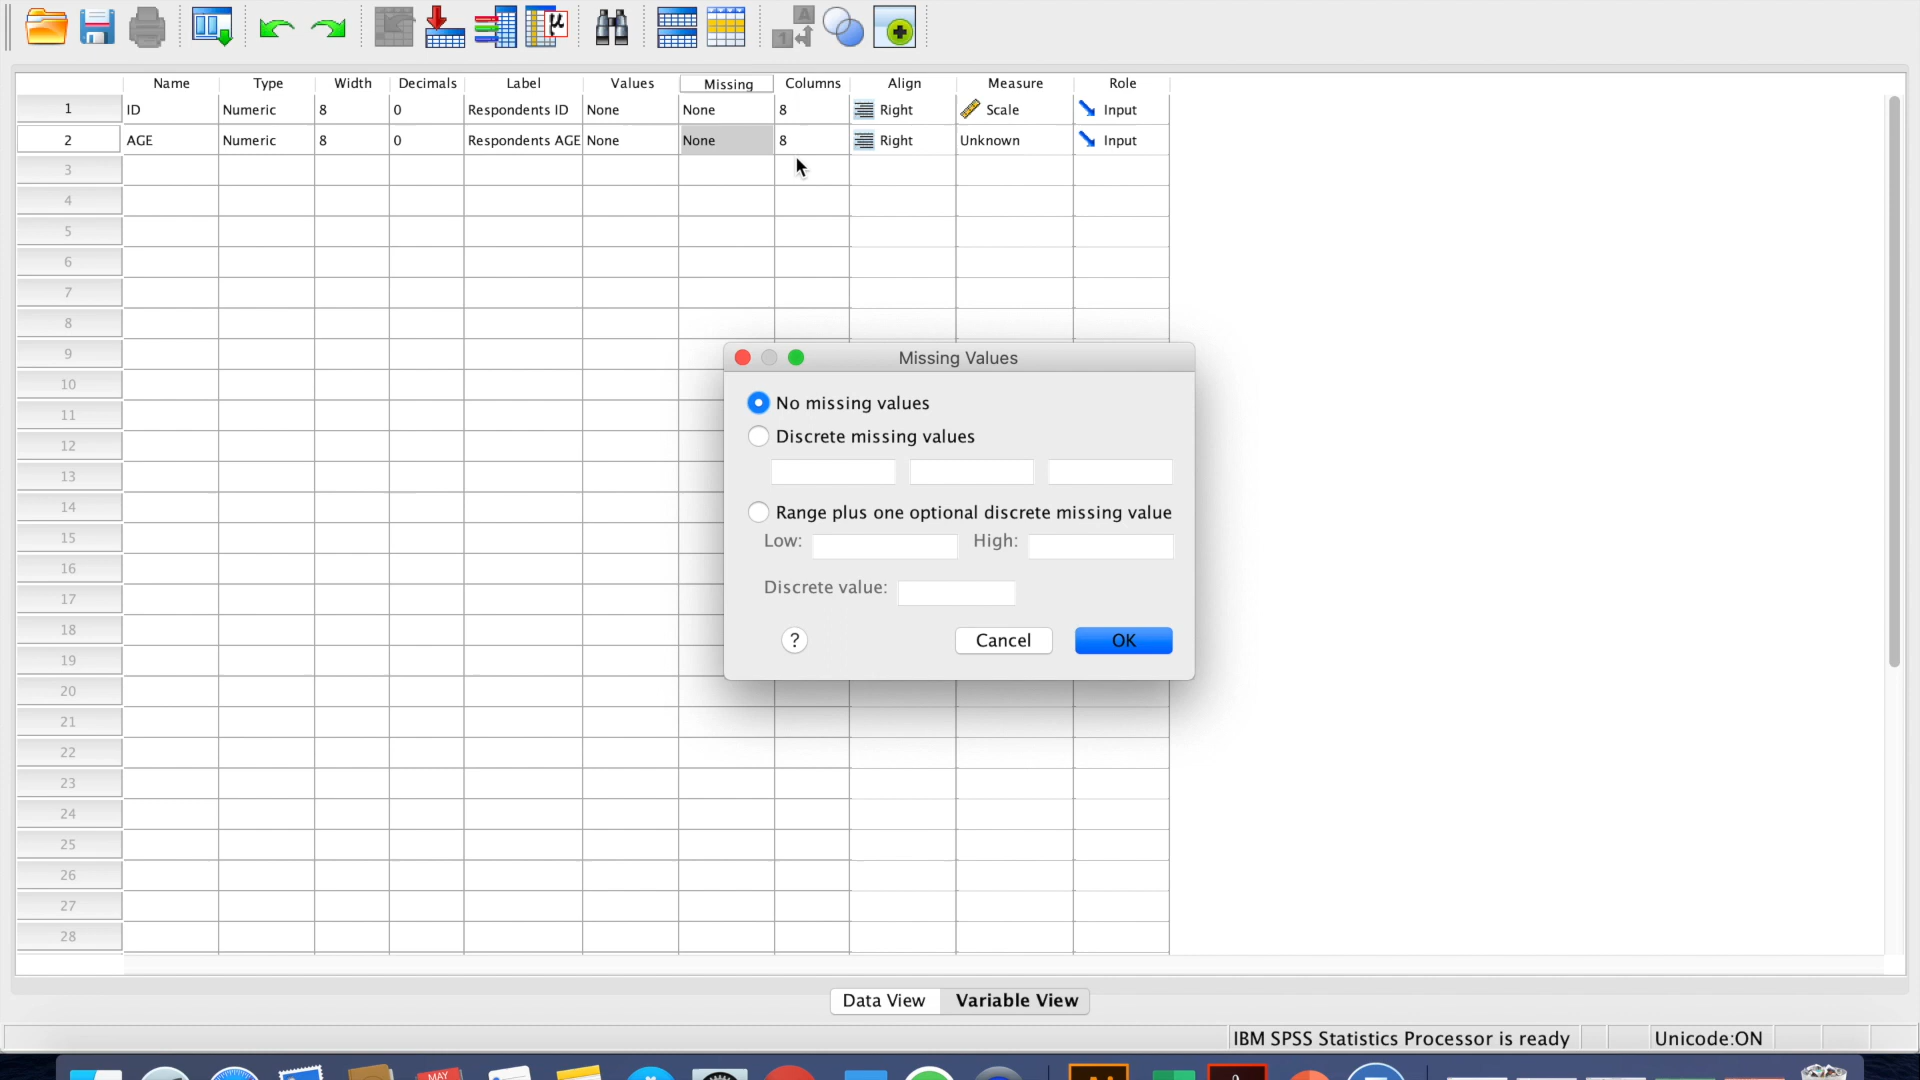 Name Type Width Decimals Label Values Missing Columns Align Measure Role
1 ID Numeric 8 0 Respondents ID None None 8 Right Scale Input
2 AGE Numeric 8 0 Respondents AGE None None 8 Right Unknown Input
3
4
5
6
7
8
9
10
11
12
13
14
15
16
17
18
19
20
21
22
23
24
25
26
27
28
Missing Values
No missing values
Discrete missing values
Range plus one optional discrete missing value
Low: High:
Discrete value:
? Cancel OK
Data View Variable View
IBM SPSS Statistics Processor is ready Unicode:ON
MAY